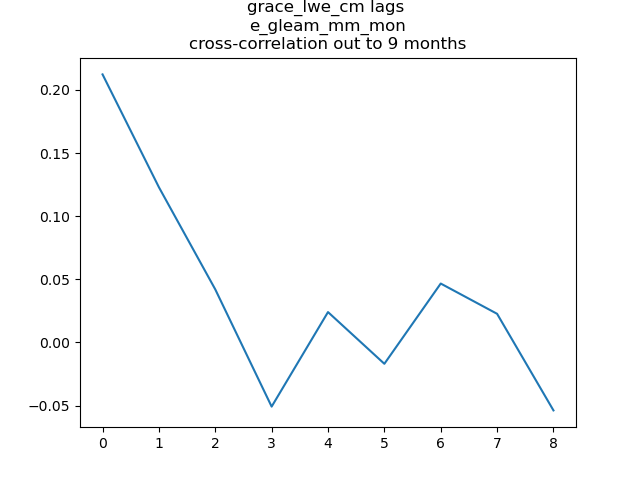 grace_lwe_cm lags
e_gleam_mm_mon
cross-correlation out to 9 months
0.20
0.15
0.10
0.05
0.00
−0.05
0 1 2 3 4 5 6 7 8